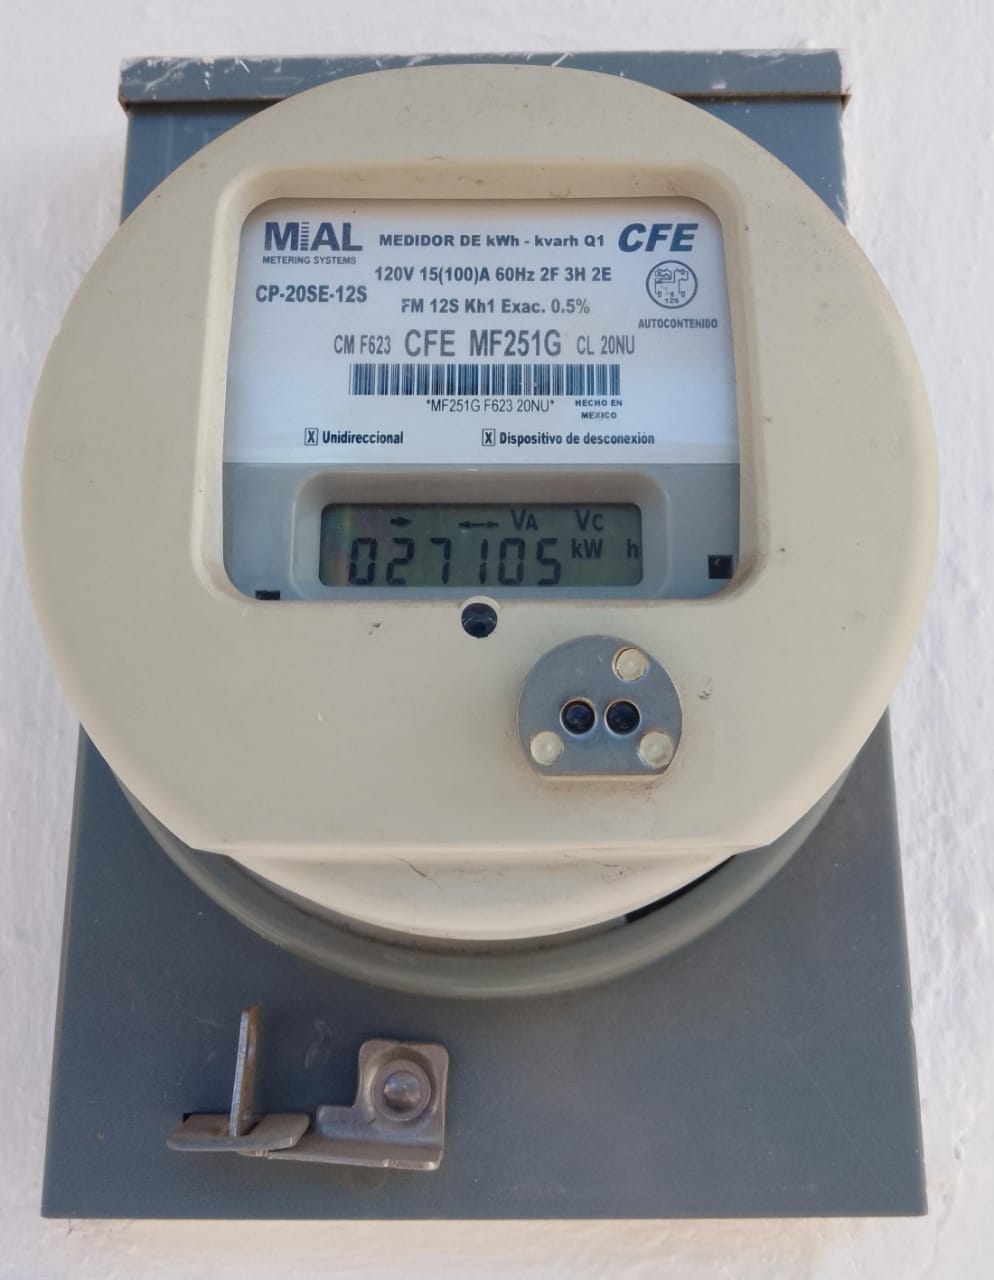 MIAL
METERING SYSTEMS
MEDIDOR DE kWh - kvarh Q1
CFE
120V 15(100)A 60Hz 2F 3H 2E
CP-20SE-12S
FM 12S Kh1 Exac. 0.5%
12S
AUTOCONTENIDO
CM F623 CFE MF251G CL 20NU
*MF251G F623 20NU*
HECHO EN
MEXICO
X Unidireccional
X Dispositivo de desconexión
VA VC
027105 kW h